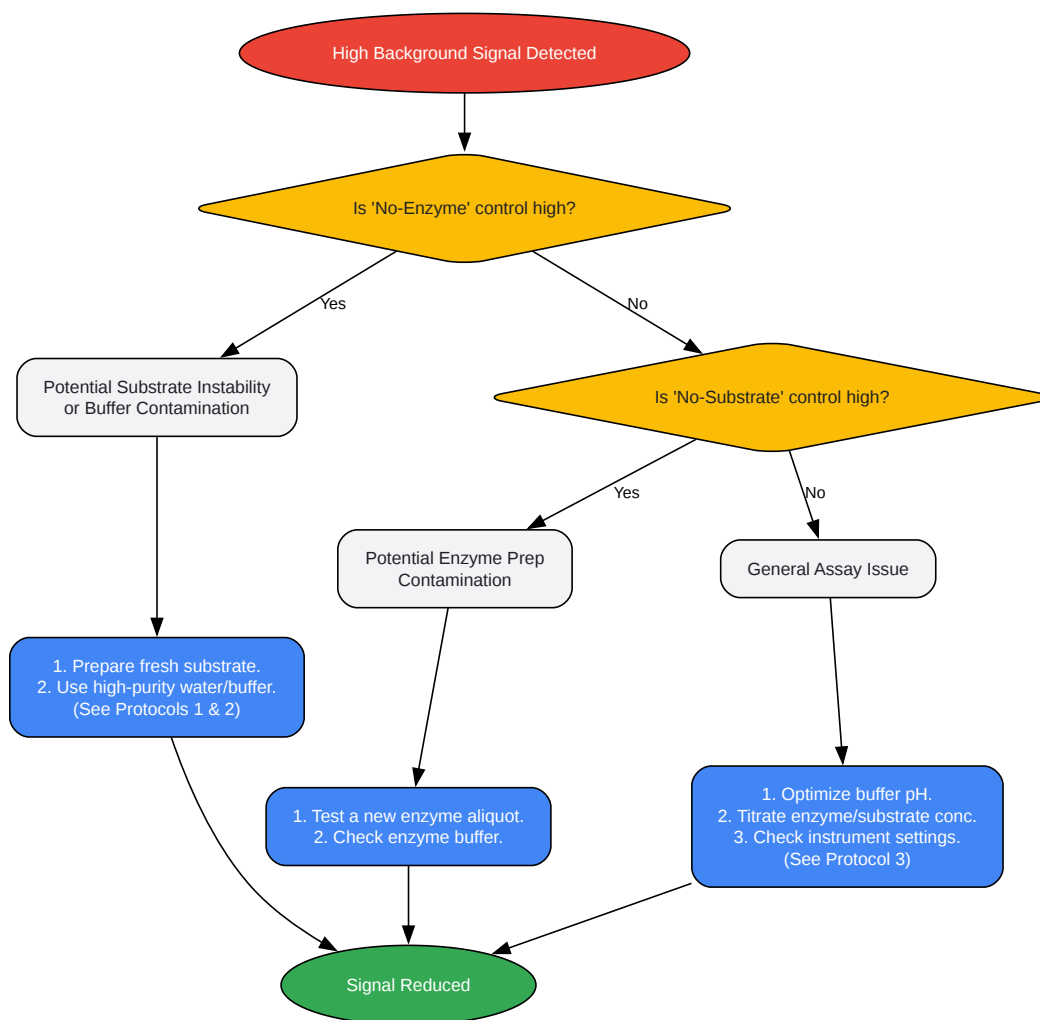 High Background Signal Detected
Is 'No-Enzyme' control high?
Yes
No
Potential Substrate Instability
or Buffer Contamination
Is 'No-Substrate' control high?
Yes
No
Potential Enzyme Prep
Contamination
General Assay Issue
1. Prepare fresh substrate.
2. Use high-purity water/buffer.
(See Protocols 1 & 2)
1. Test a new enzyme aliquot.
2. Check enzyme buffer.
1. Optimize buffer pH.
2. Titrate enzyme/substrate conc.
3. Check instrument settings.
(See Protocol 3)
Signal Reduced